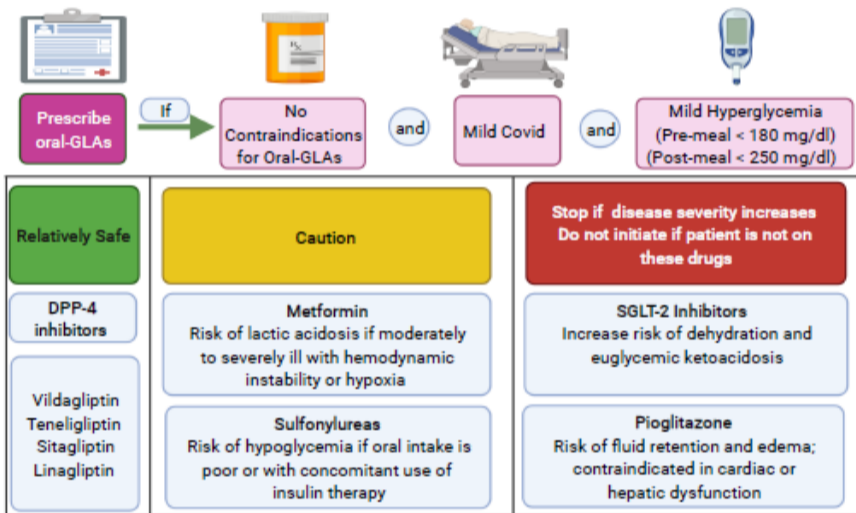 Prescribe
oral-GLAs
If
No
Contraindications
for Oral-GLAs
and
Mild Covid
and
Mild Hyperglycemia
(Pre-meal < 180 mg/dl)
(Post-meal < 250 mg/dl)
Relatively Safe
Caution
Stop if disease severity increases
Do not initiate if patient is not on
these drugs
DPP-4
inhibitors
Vildagliptin
Teneligliptin
Sitagliptin
Linagliptin
Metformin
Risk of lactic acidosis if moderately
to severely ill with hemodynamic
instability or hypoxia
Sulfonylureas
Risk of hypoglycemia if oral intake is
poor or with concomitant use of
insulin therapy
SGLT-2 Inhibitors
Increase risk of dehydration and
euglycemic ketoacidosis
Pioglitazone
Risk of fluid retention and edema;
contraindicated in cardiac or
hepatic dysfunction